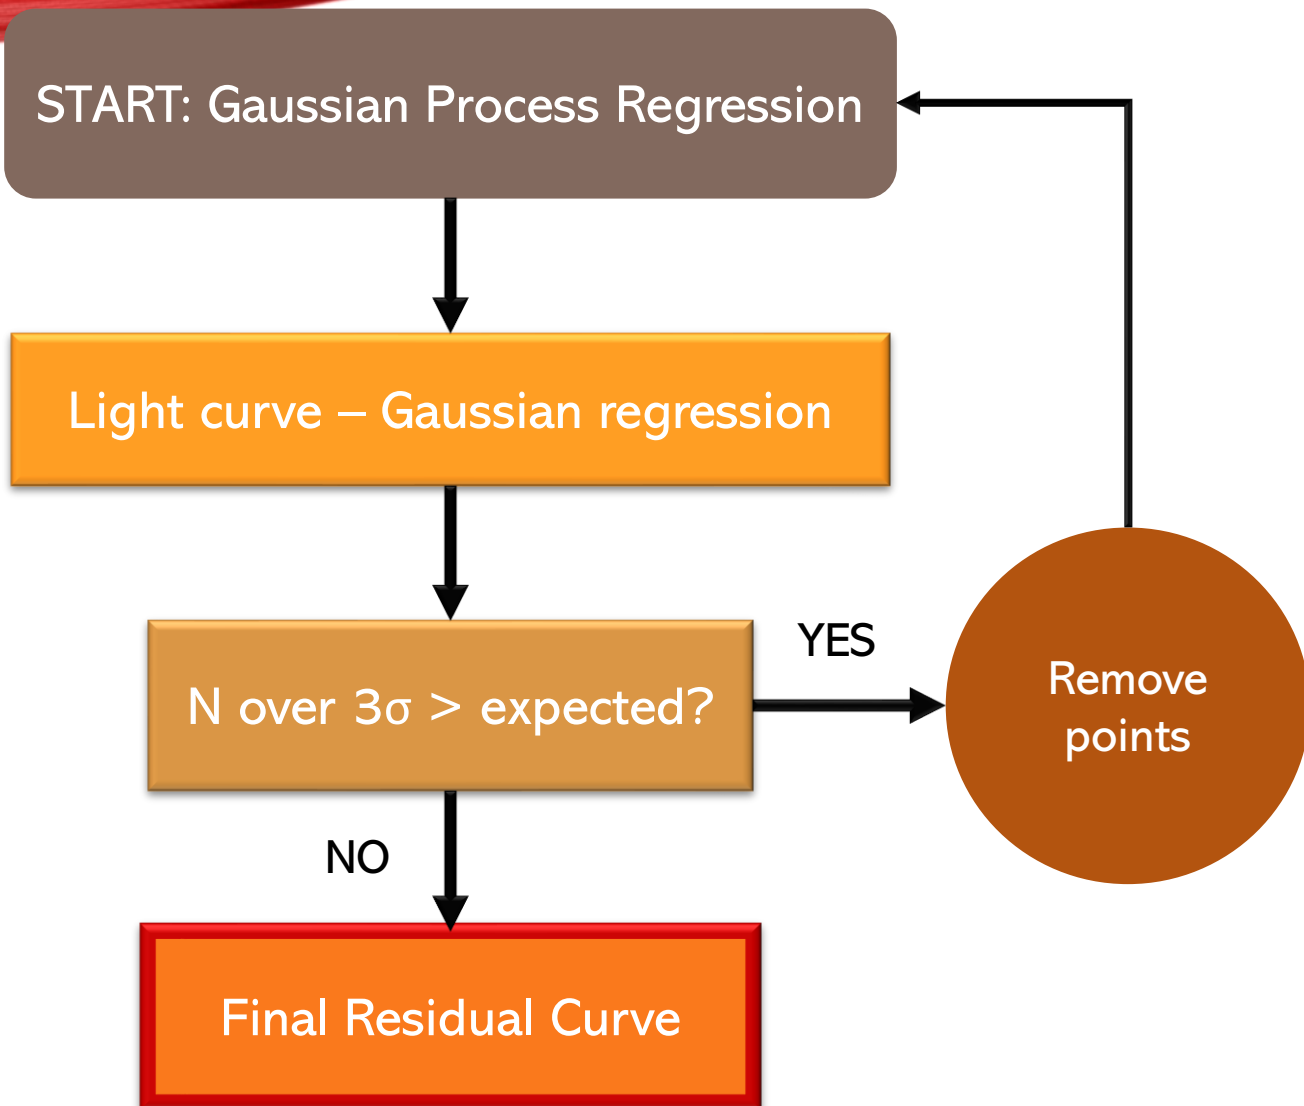 START: Gaussian Process Regression
Light curve – Gaussian regression
N over 3σ > expected?
YES
Remove
points
NO
Final Residual Curve